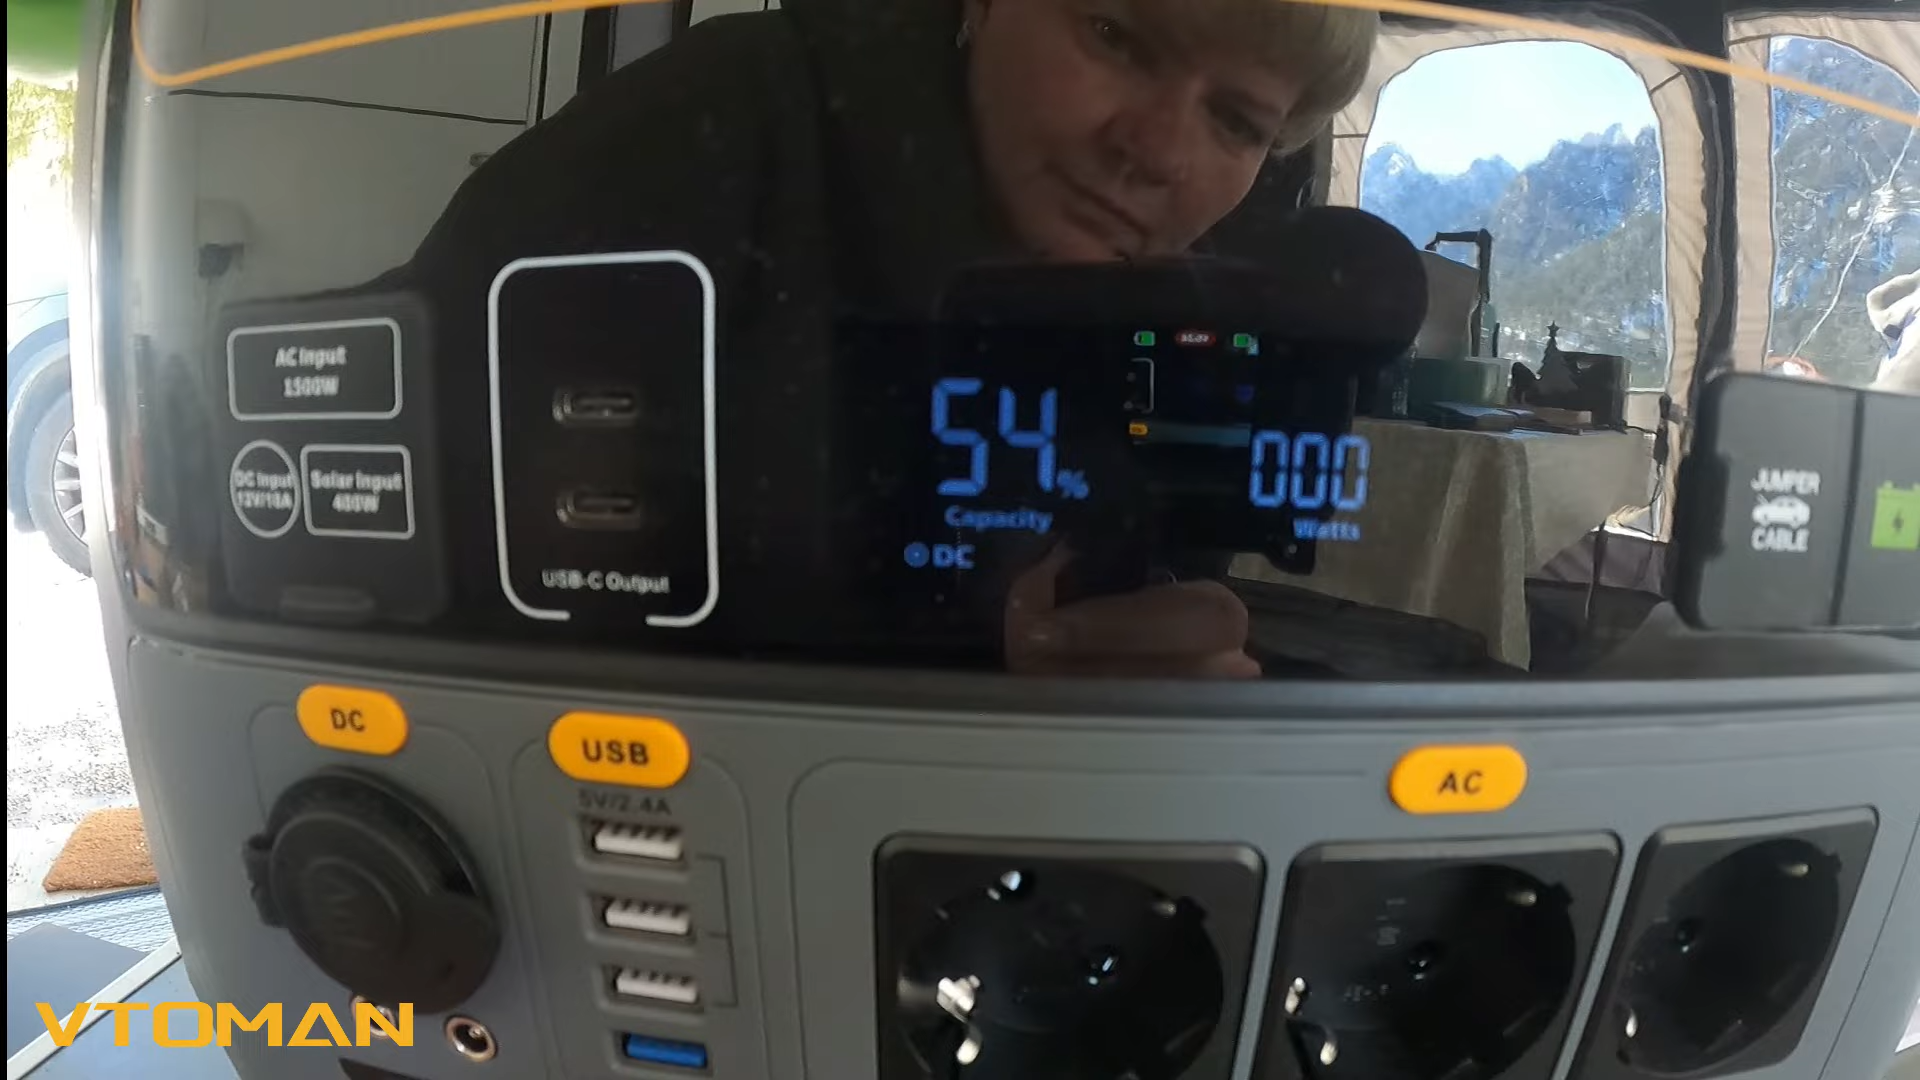 AC Input
1500W
DC Input
12V/10A
Solar Input
400W
USB-C Output
54%
Capacity
DC
000
Watts
JUMPER
CABLE
DC
USB
5V/2.4A
AC
VTOMAN